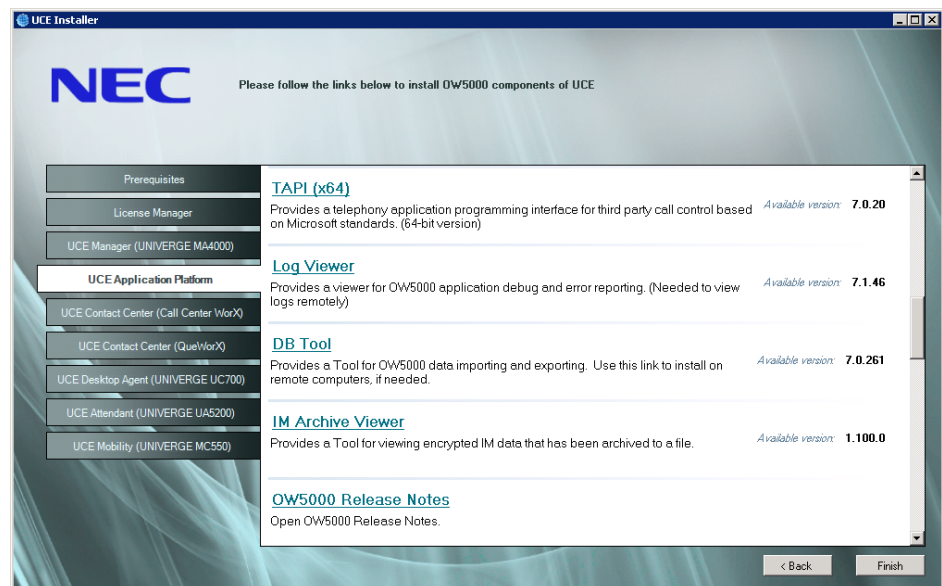 UCE Installer
NEC
Please follow the links below to install OW5000 components of UCE
Prerequisites
License Manager
UCE Manager (UNIVERGE MA4000)
UCE Application Platform
UCE Contact Center (Call Center WorX)
UCE Contact Center (QueWorX)
UCE Desktop Agent (UNIVERGE UC700)
UCE Attendant (UNIVERGE UA5200)
UCE Mobility (UNIVERGE MC550)
TAPI (x64)
Provides a telephony application programming interface for third party call control based
on Microsoft standards. (64-bit version)
Available version: 7.0.20
Log Viewer
Provides a viewer for OW5000 application debug and error reporting. (Needed to view
logs remotely)
Available version: 7.1.46
DB Tool
Provides a Tool for OW5000 data importing and exporting. Use this link to install on
remote computers, if needed.
Available version: 7.0.261
IM Archive Viewer
Provides a Tool for viewing encrypted IM data that has been archived to a file.
Available version: 1.100.0
OW5000 Release Notes
Open OW5000 Release Notes.
< Back
Finish